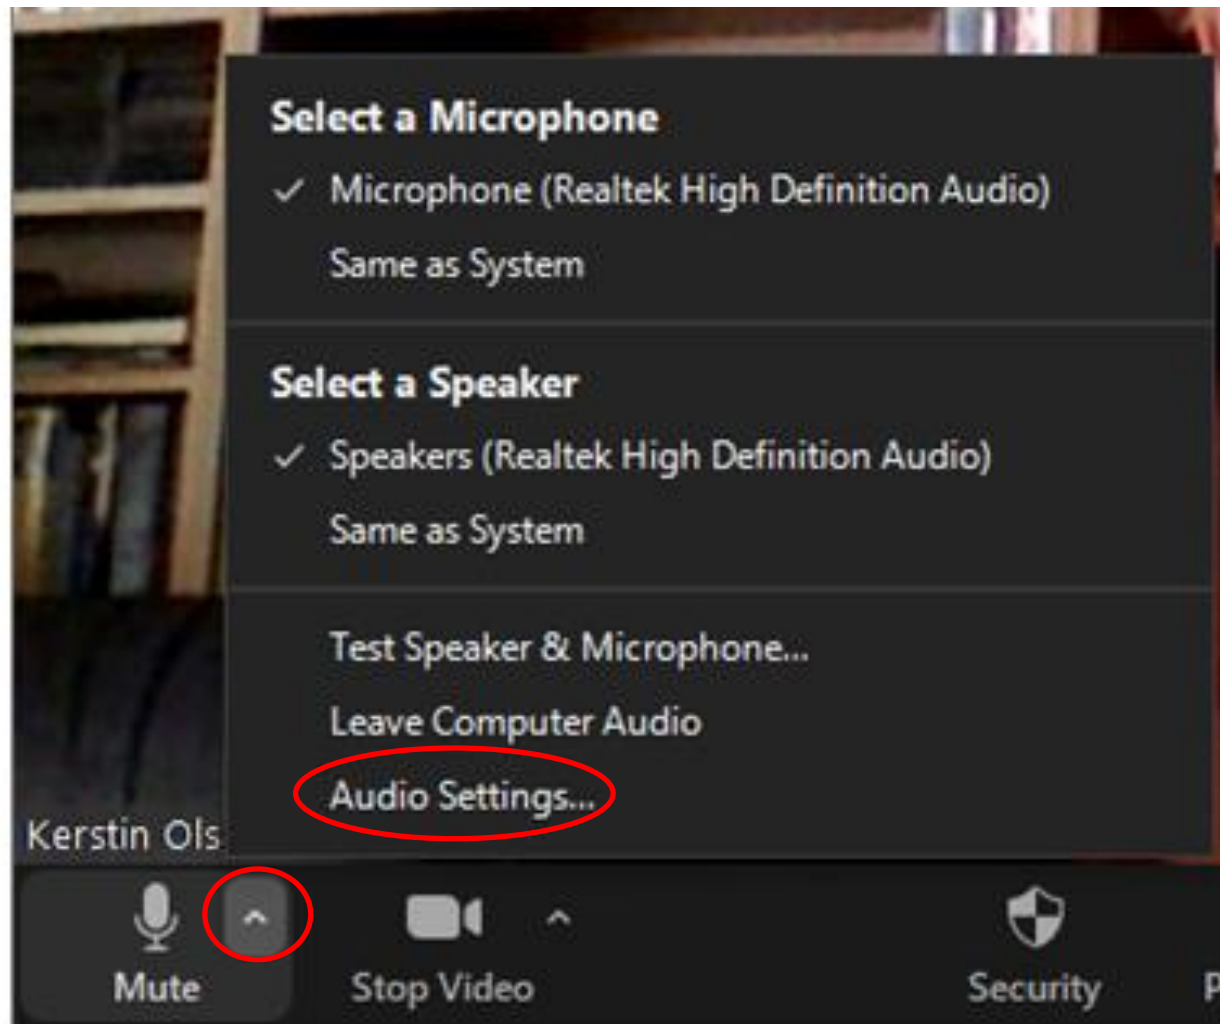 Select a Microphone
Microphone (Realtek High Definition Audio)
Same as System
Select a Speaker
Speakers (Realtek High Definition Audio)
Same as System
Test Speaker & Microphone...
Leave Computer Audio
Audio Settings...
Kerstin Ols
Mute
Stop Video
Security
P